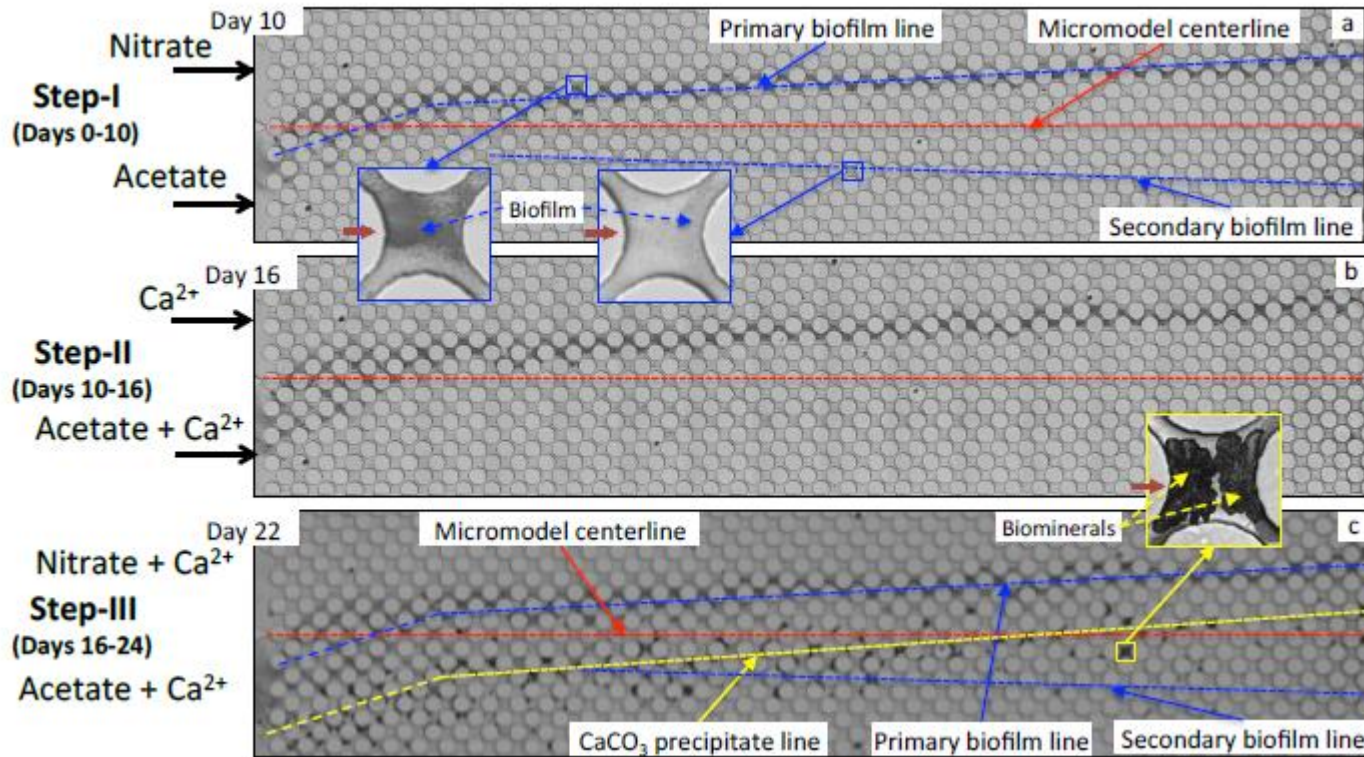 Day 10
a
Nitrate
Primary biofilm line
Micromodel centerline
Step-I
(Days 0-10)
Acetate
Biofilm
Secondary biofilm line
Day 16
b
Ca²⁺
Step-II
(Days 10-16)
Acetate + Ca²⁺
Day 22
Micromodel centerline
Biominerals
c
Nitrate + Ca²⁺
Step-III
(Days 16-24)
Acetate + Ca²⁺
CaCO₃ precipitate line
Primary biofilm line
Secondary biofilm line